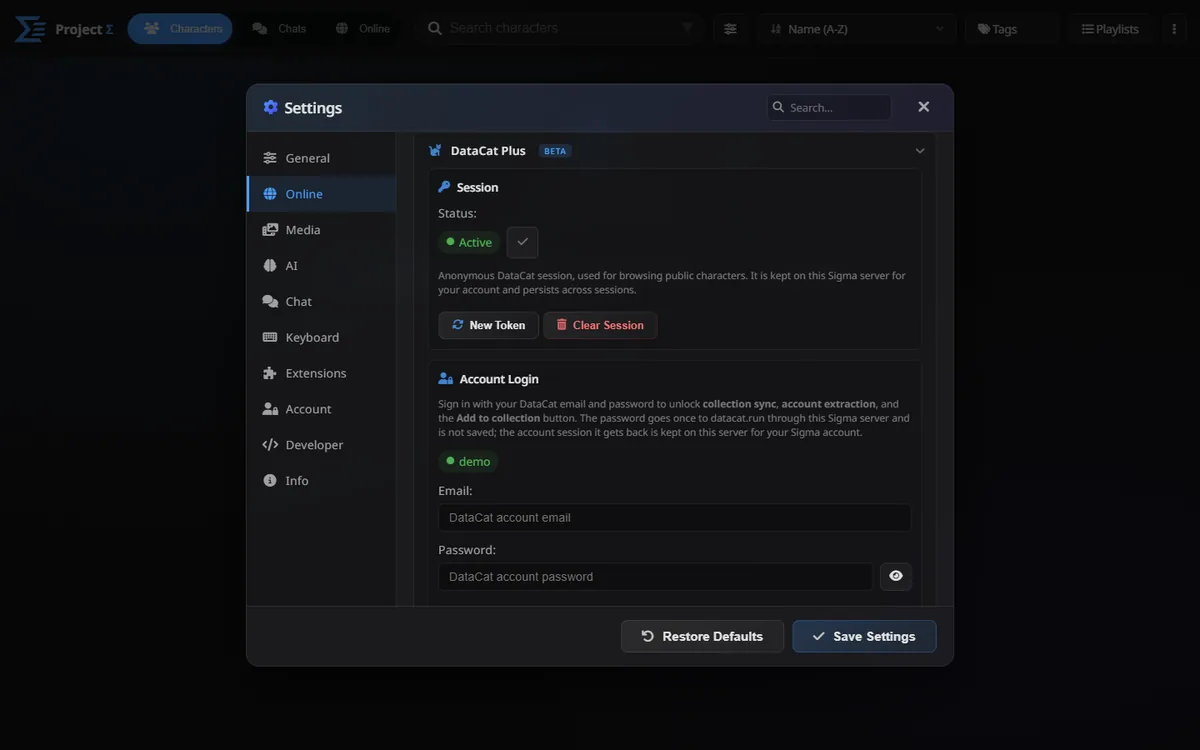 Project Σ
Characters
Chats
Online
Search characters
Name (A-Z)
Tags
Playlists
Settings
Search...
General
Online
Media
AI
Chat
Keyboard
Extensions
Account
Developer
Info
DataCat Plus BETA
Session
Status:
Active
Anonymous DataCat session, used for browsing public characters. It is kept on this Sigma server for
your account and persists across sessions.
New Token
Clear Session
Account Login
Sign in with your DataCat email and password to unlock collection sync, account extraction, and
the Add to collection button. The password goes once to datacat.run through this Sigma server and
is not saved; the account session it gets back is kept on this server for your Sigma account.
demo
Email:
DataCat account email
Password:
DataCat account password
Restore Defaults
Save Settings